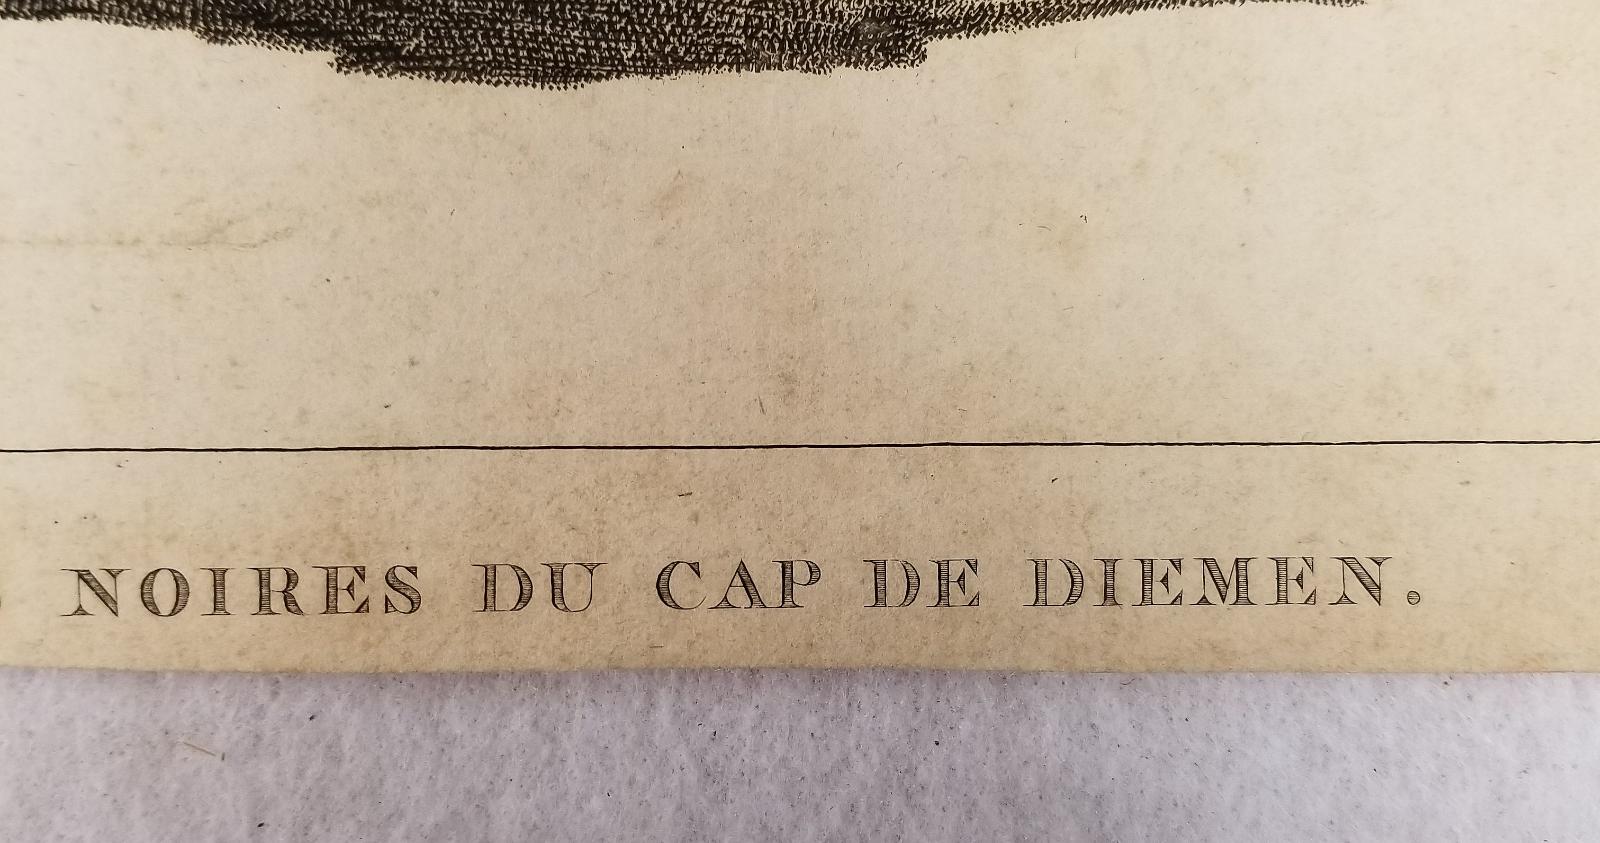 NOIRES DU CAP DE DIEMEN.